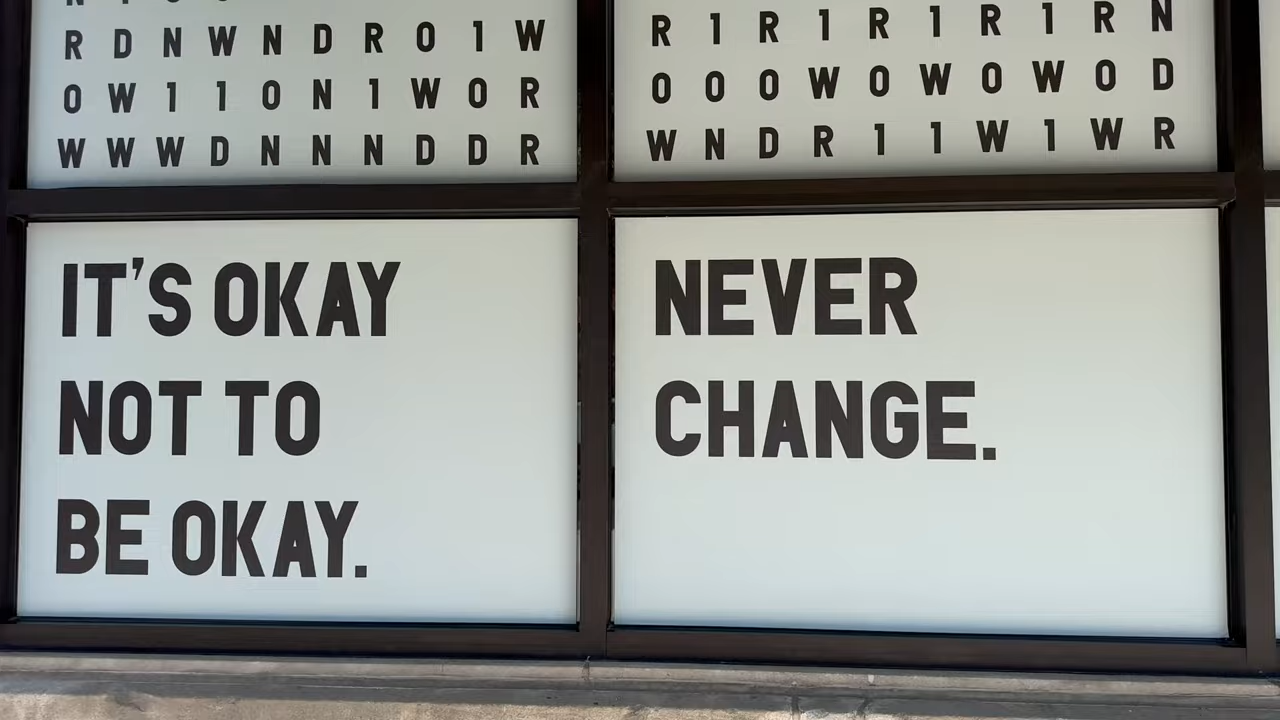 R D N W N D R O 1 W
O W 1 1 O N 1 W O R
W W W D N N N D D R
R 1 R 1 R 1 R 1 R N
O O O W O W O W O D
W N D R 1 1 W 1 W R
IT'S OKAY
NOT TO
BE OKAY.
NEVER
CHANGE.